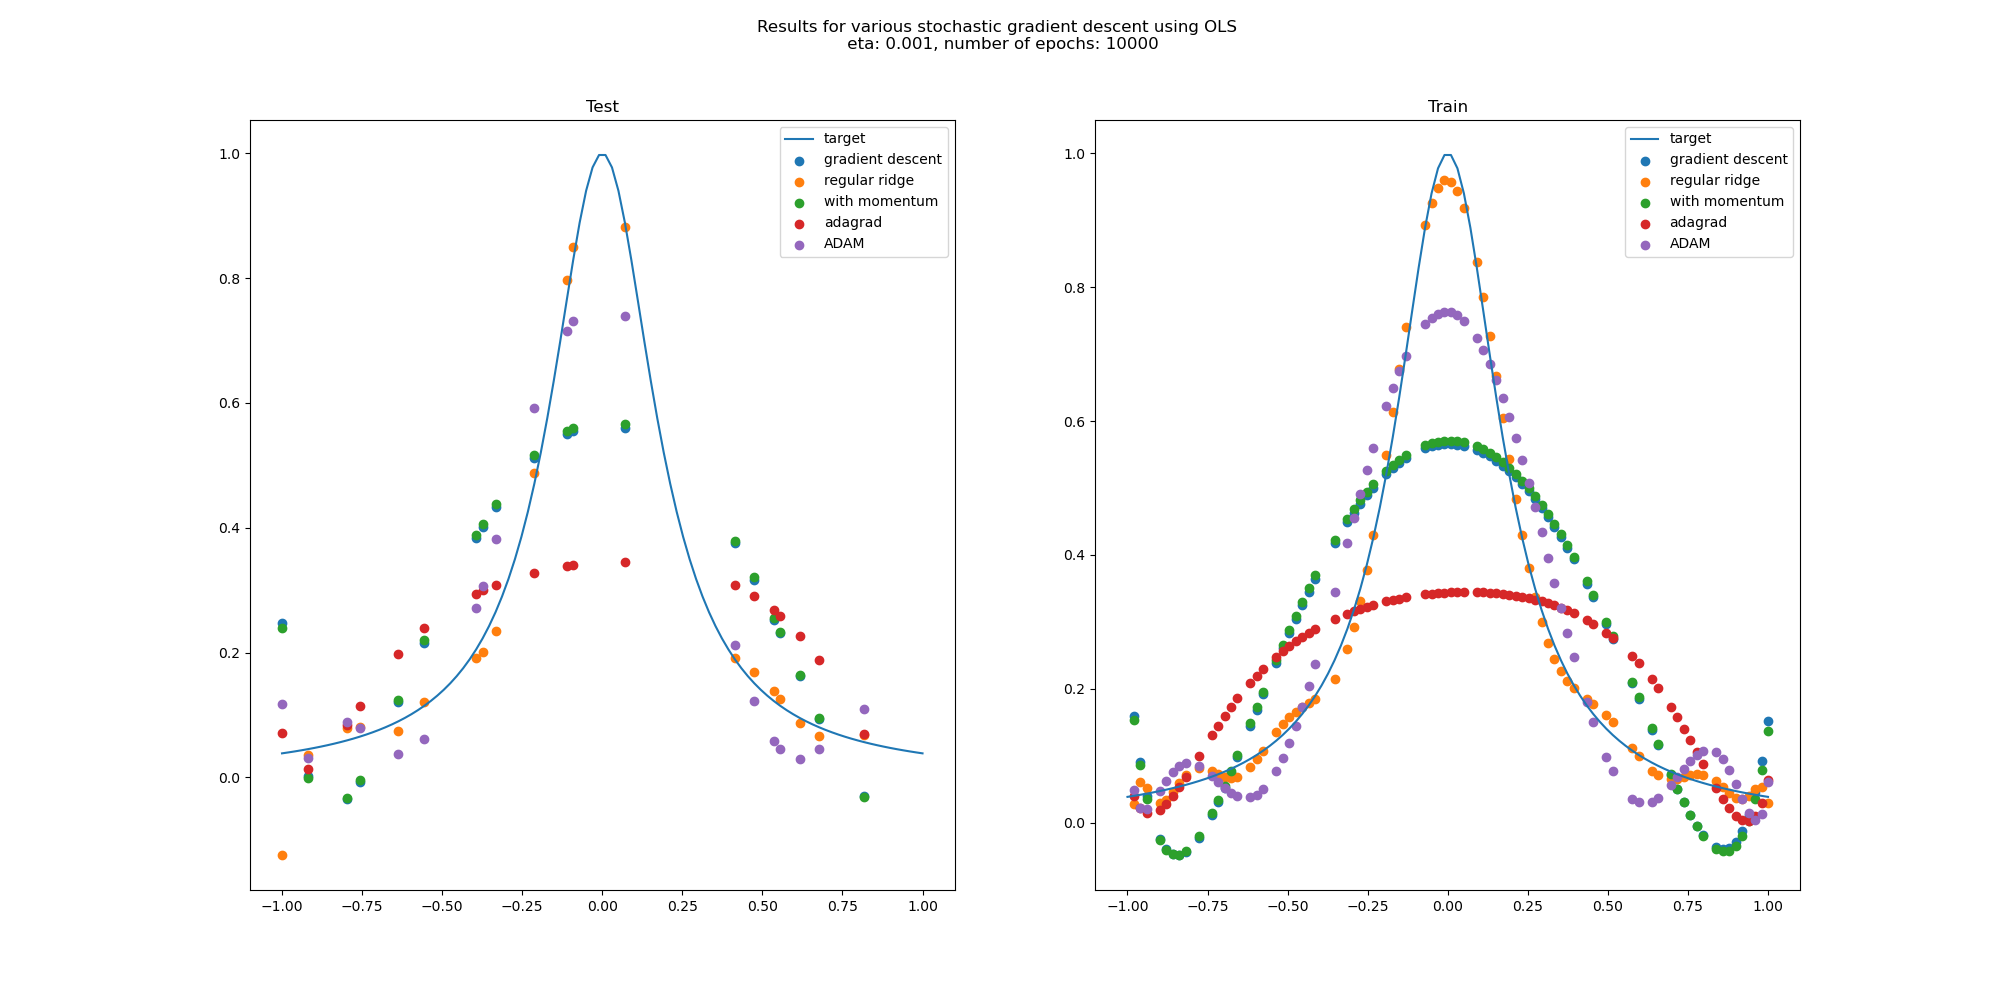 Results for various stochastic gradient descent using OLS
eta: 0.001, number of epochs: 10000
Test
target
gradient descent
regular ridge
with momentum
adagrad
ADAM
1.0
0.8
0.6
0.4
0.2
0.0
−1.00 −0.75 −0.50 −0.25 0.00 0.25 0.50 0.75 1.00
Train
target
gradient descent
regular ridge
with momentum
adagrad
ADAM
1.0
0.8
0.6
0.4
0.2
0.0
−1.00 −0.75 −0.50 −0.25 0.00 0.25 0.50 0.75 1.00